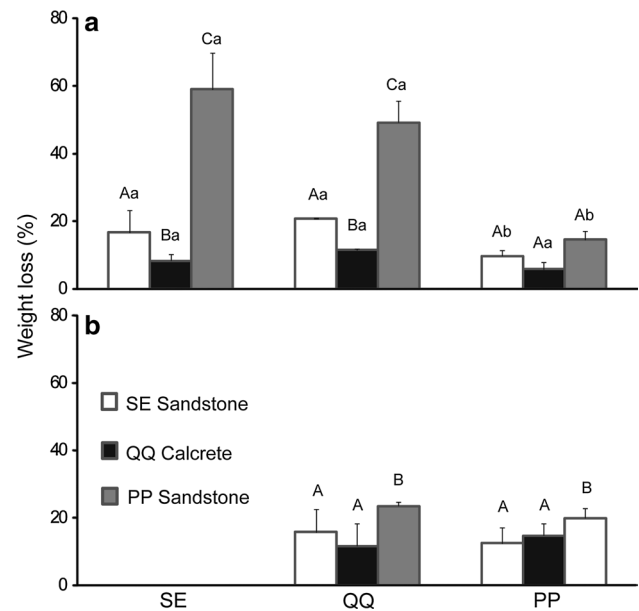 a
80
60
40
20
0
Aa
Ba
Ca
Aa
Ba
Ca
Ab
Aa
Ab
Weight loss (%)
b
80
60
40
20
0
SE Sandstone
QQ Calcrete
PP Sandstone
A
A
B
A
A
B
SE
QQ
PP